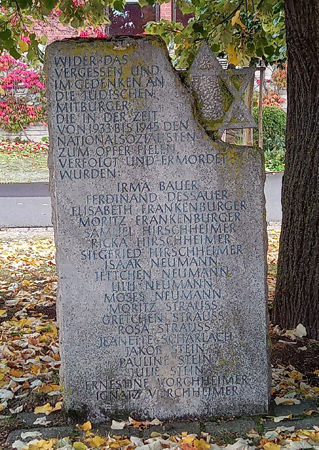 WIDER DAS
VERGESSEN UND
IM GEDENKEN AN
DIE JÜDISCHEN
MITBÜRGER,
DIE IN DER ZEIT
VON 1933 BIS 1945 DEN
NATIONALSOZIALISTEN
ZUM OPFER FIELEN
VERFOLGT UND ERMORDET
WURDEN:
IRMA BAUER
FERDINAND DESSAUER
ELISABETH FRANKENBURGER
MORITZ FRANKENBURGER
SAMUEL HIRSCHHEIMER
RICKA HIRSCHHEIMER
SIEGFRIED HIRSCHHEIMER
ISAAK NEUMANN
JETTCHEN NEUMANN
LILLI NEUMANN
MOSES NEUMANN
MORITZ STRAUSS
GRETCHEN STRAUSS
ROSA STRAUSS
JEANETTE SCHARLACH
JAKOB STEIN
PAULINE STEIN
JULIE STEIN
ERNESTINE VORCHHEIMER
IGNATZ VORCHHEIMER